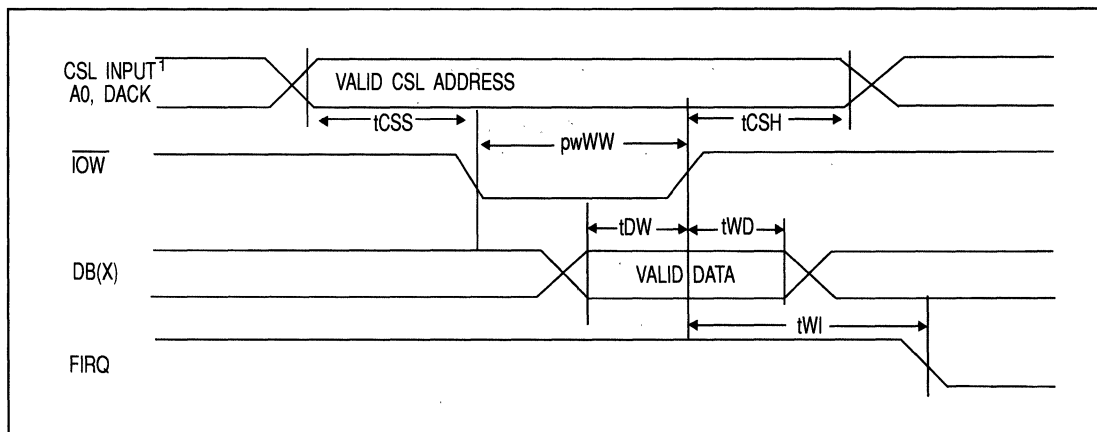 CSL INPUT¹
A0, DACK
VALID CSL ADDRESS
tCSS
tCSH
pwWW
IOW
tDW
tWD
DB(X)
VALID DATA
tWI
FIRQ